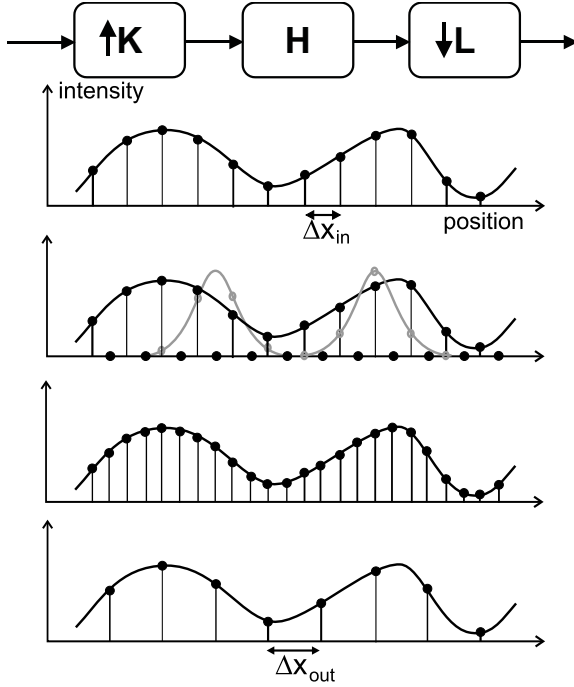 ↑K H ↓L
intensity
position
Δx_in
Δx_out